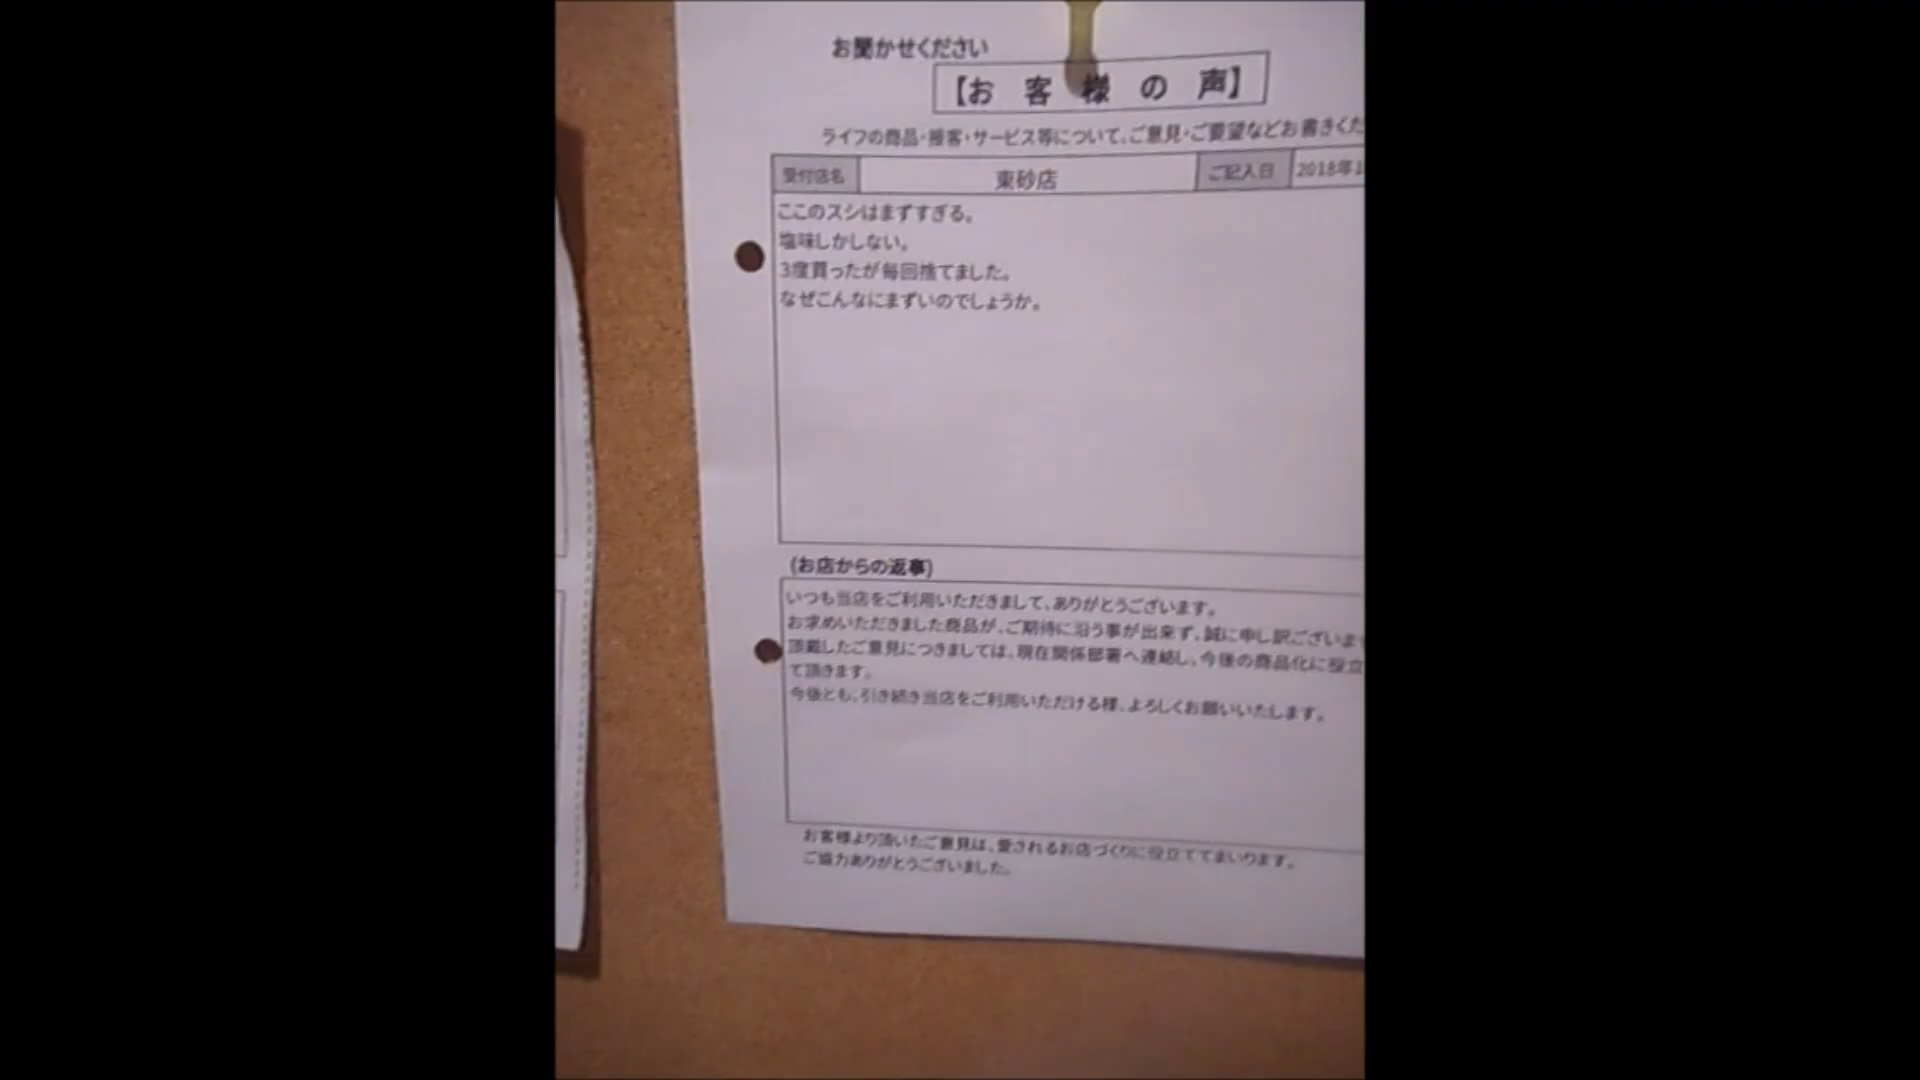 お聞かせください
【お 客 様 の 声】
ライフの商品・接客・サービス等について、ご意見・ご要望などお書きくだ
受付店名 東砂店 ご記入日 2018年1
ここのスシはまずすぎる。
塩味しかしない。
3度買ったが毎回捨てました。
なぜこんなにまずいのでしょうか。
(お店からの返事)
いつも当店をご利用いただきまして、ありがとうございます。
お求めいただきました商品が、ご期待に沿う事が出来ず、誠に申し訳ございませ
頂戴したご意見につきましては、現在関係部署へ連絡し、今後の商品化に役立
て頂きます。
今後とも、引き続き当店をご利用いただける様、よろしくお願いいたします。
お客様より頂いたご意見は、愛されるお店づくりに役立ててまいります。
ご協力ありがとうございました。